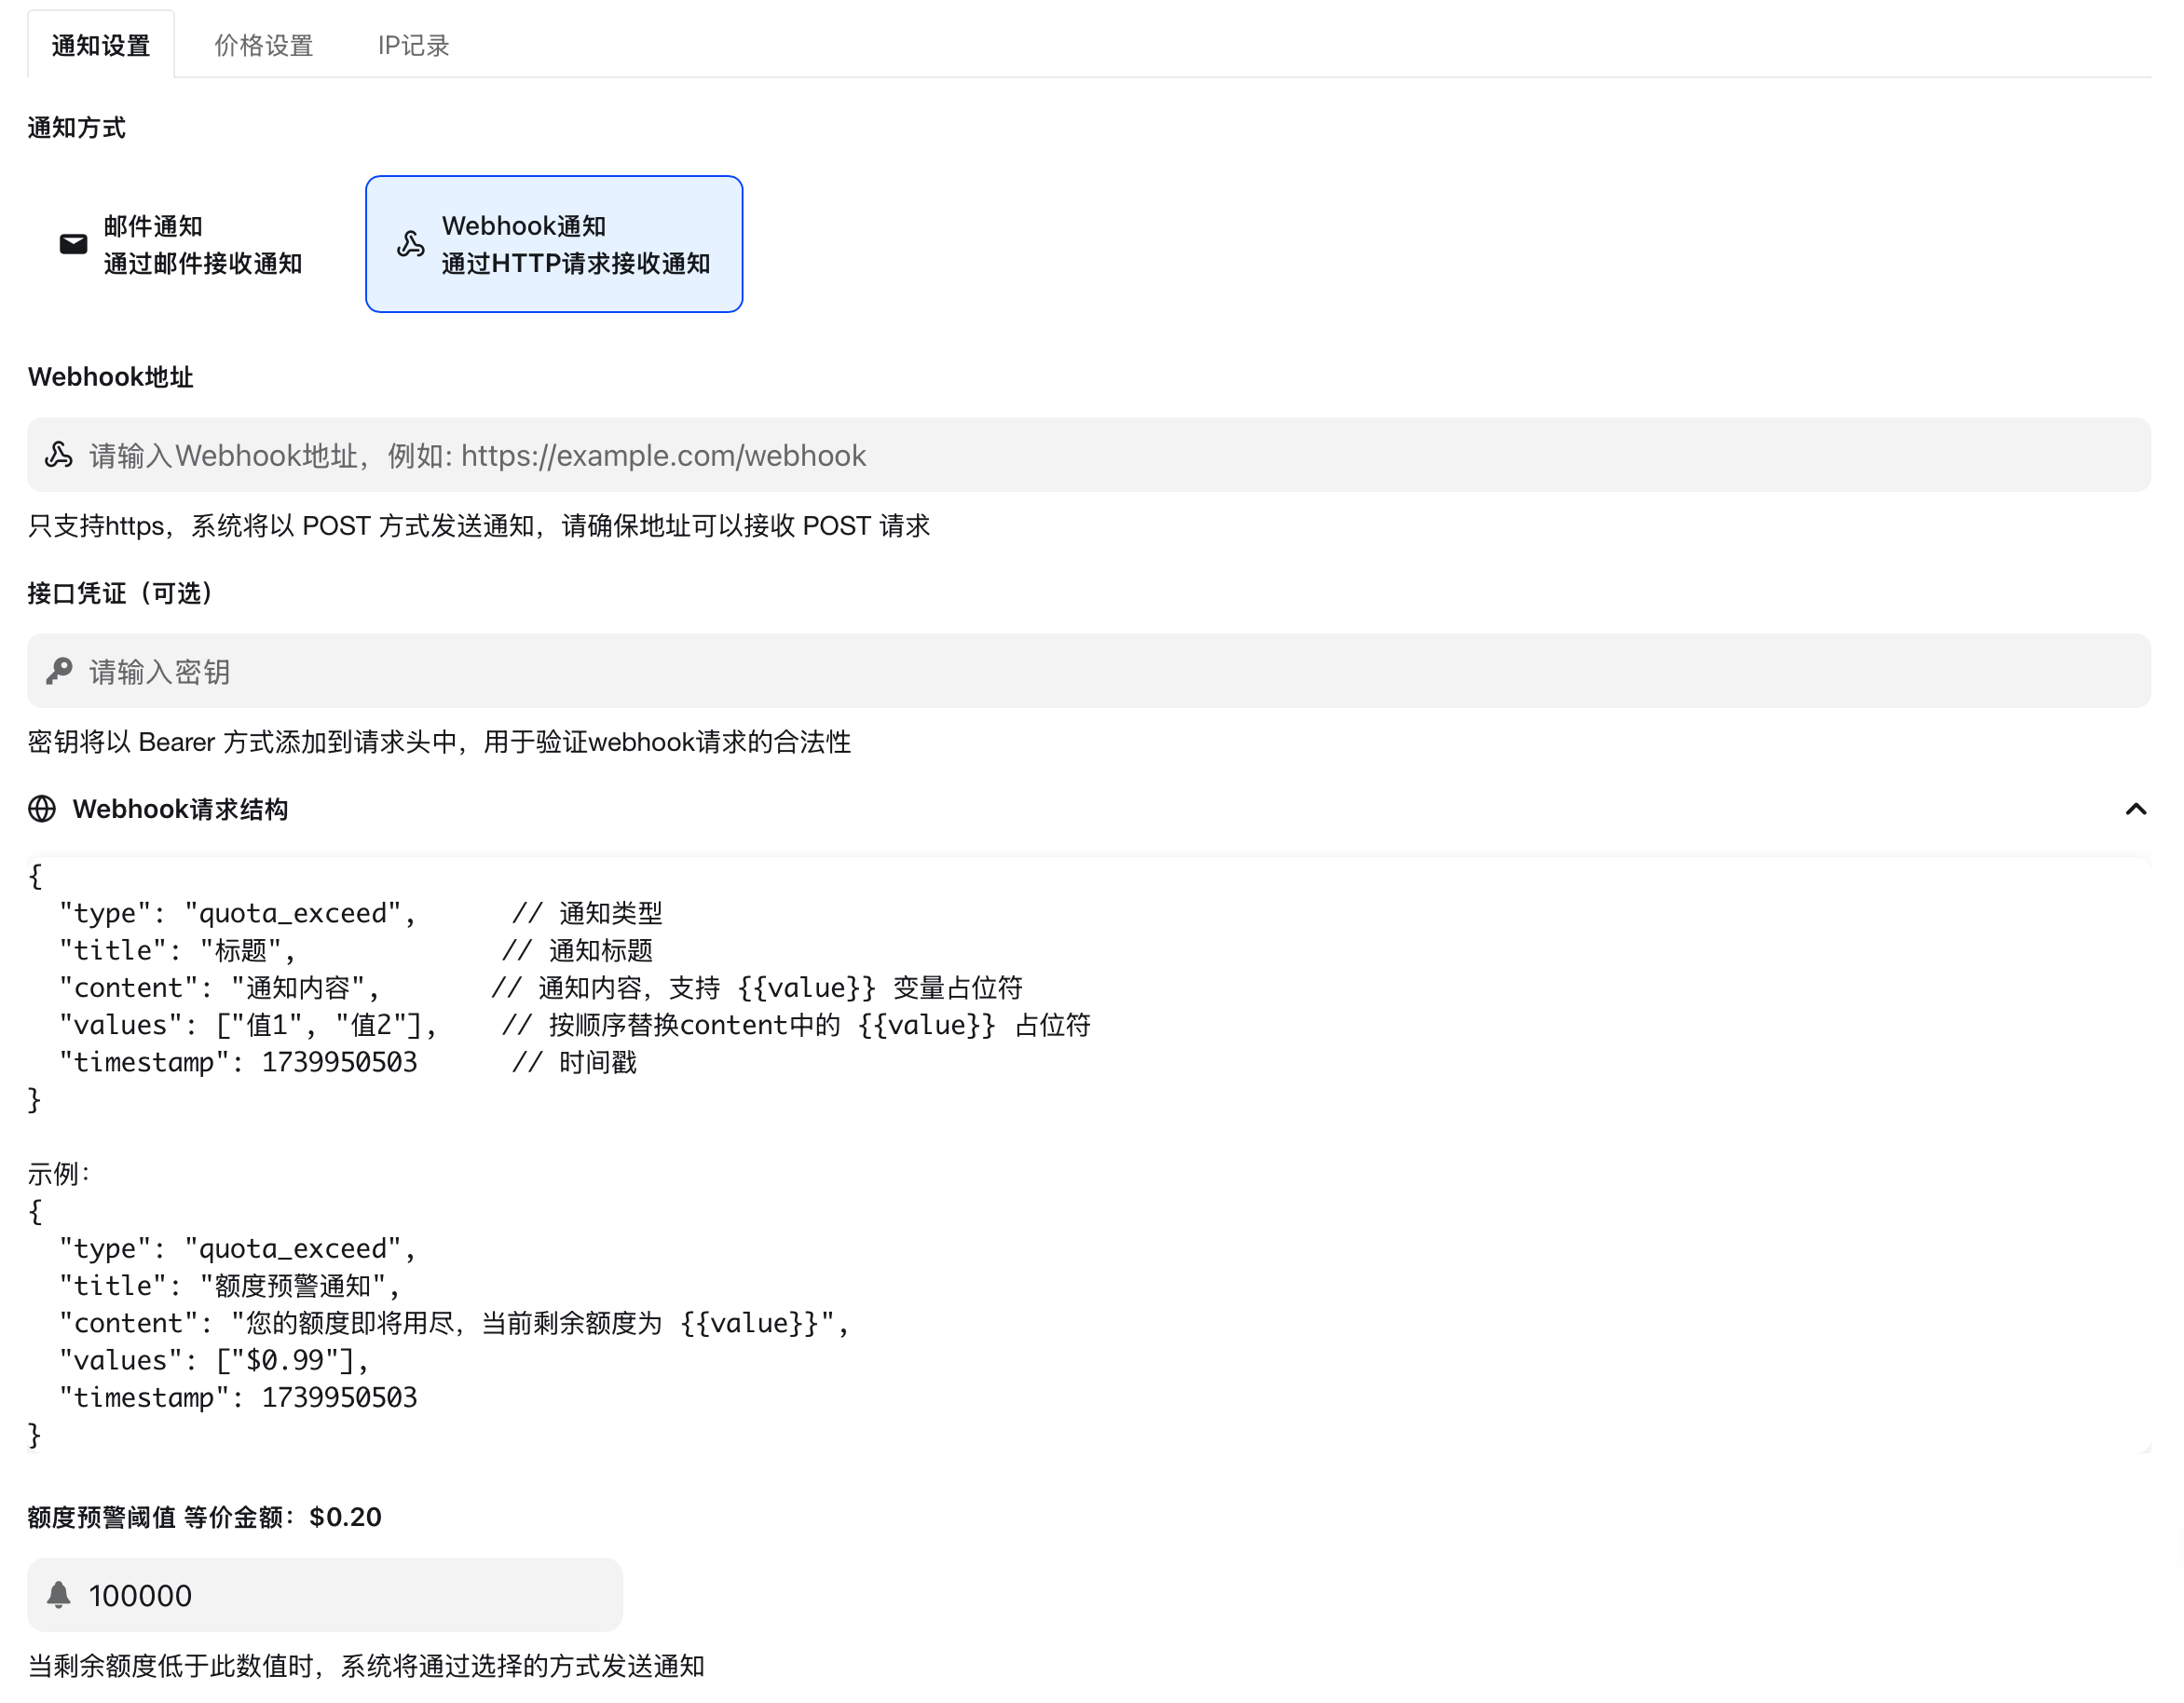 通知设置 价格设置 IP记录
通知方式
邮件通知
通过邮件接收通知
Webhook通知
通过HTTP请求接收通知
Webhook地址
请输入Webhook地址，例如: https://example.com/webhook
只支持https，系统将以 POST 方式发送通知，请确保地址可以接收 POST 请求
接口凭证（可选）
请输入密钥
密钥将以 Bearer 方式添加到请求头中，用于验证webhook请求的合法性
Webhook请求结构
{
  "type": "quota_exceed",      // 通知类型
  "title": "标题",             // 通知标题
  "content": "通知内容",       // 通知内容，支持 {{value}} 变量占位符
  "values": ["值1", "值2"],    // 按顺序替换content中的 {{value}} 占位符
  "timestamp": 1739950503      // 时间戳
}
示例：
{
  "type": "quota_exceed",
  "title": "额度预警通知",
  "content": "您的额度即将用尽，当前剩余额度为 {{value}}",
  "values": ["$0.99"],
  "timestamp": 1739950503
}
额度预警阈值 等价金额：$0.20
100000
当剩余额度低于此数值时，系统将通过选择的方式发送通知